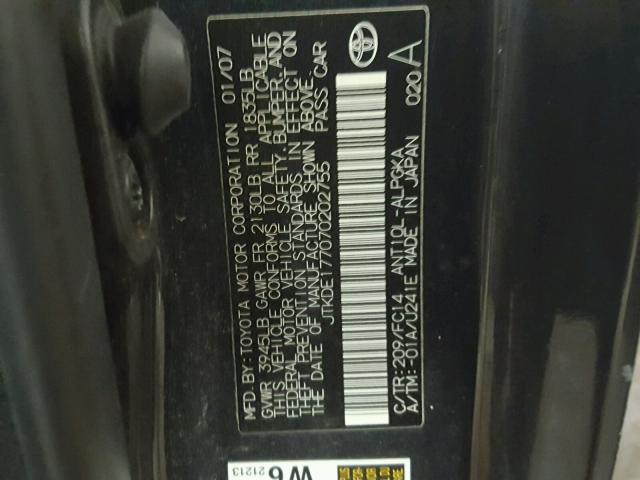 MFD BY:TOYOTA MOTOR CORPORATION 01/07
GVWR 3945LB GAWR FR 2130LB RR 1835LB
THIS VEHICLE CONFORMS TO ALL APPLICABLE
FEDERAL MOTOR VEHICLE SAFETY, BUMPER, AND
THEFT PREVENTION STANDARDS IN EFFECT ON
THE DATE OF MANUFACTURE SHOWN ABOVE.
JTKDE177070202755 PASS CAR
C/TR:209/FC14 ANT10L-ALPGKA
A/TM:-01A/U241E MADE IN JAPAN 020 A
W6
21213